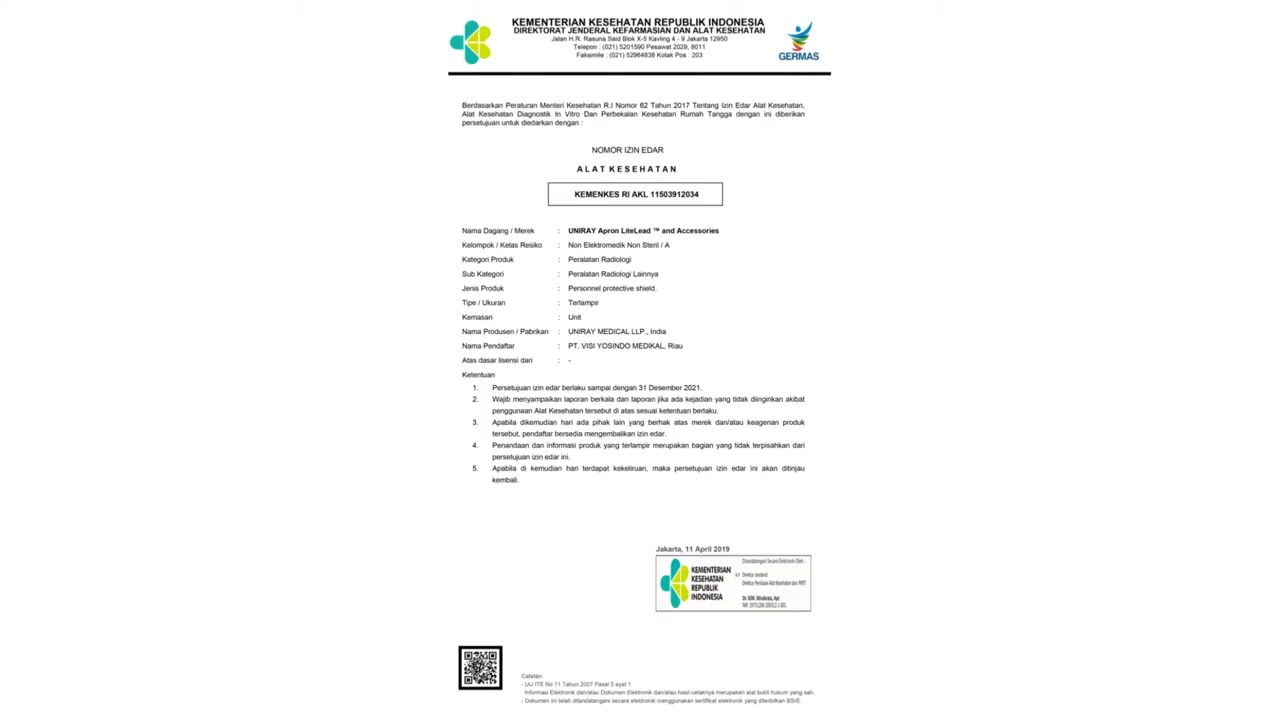 KEMENTERIAN KESEHATAN REPUBLIK INDONESIA
DIREKTORAT JENDERAL KEFARMASIAN DAN ALAT KESEHATAN
Jalan H.R. Rasuna Said Blok X-5 Kavling 4 - 9 Jakarta 12950
Telepon : (021) 5201590 Pesawat 2029, 8011
Faksimile : (021) 52964838 Kotak Pos : 203
GERMAS
Berdasarkan Peraturan Menteri Kesehatan R.I Nomor 62 Tahun 2017 Tentang Izin Edar Alat Kesehatan,
Alat Kesehatan Diagnostik In Vitro Dan Perbekalan Kesehatan Rumah Tangga dengan ini diberikan
persetujuan untuk diedarkan dengan :
NOMOR IZIN EDAR
ALAT KESEHATAN
KEMENKES RI AKL 11503912034
Nama Dagang / Merek : UNIRAY Apron LiteLead ™ and Accessories
Kelompok / Kelas Resiko : Non Elektromedik Non Steril / A
Kategori Produk : Peralatan Radiologi
Sub Kategori : Peralatan Radiologi Lainnya
Jenis Produk : Personnel protective shield.
Tipe / Ukuran : Terlampir
Kemasan : Unit
Nama Produsen / Pabrikan : UNIRAY MEDICAL LLP., India
Nama Pendaftar : PT. VISI YOSINDO MEDIKAL, Riau
Atas dasar lisensi dari : -
Ketentuan
1. Persetujuan izin edar berlaku sampai dengan 31 Desember 2021.
2. Wajib menyampaikan laporan berkala dan laporan jika ada kejadian yang tidak diinginkan akibat
penggunaan Alat Kesehatan tersebut di atas sesuai ketentuan berlaku.
3. Apabila dikemudian hari ada pihak lain yang berhak atas merek dan/atau keagenan produk
tersebut, pendaftar bersedia mengembalikan izin edar.
4. Penandaan dan informasi produk yang terlampir merupakan bagian yang tidak terpisahkan dari
persetujuan izin edar ini.
5. Apabila di kemudian hari terdapat kekeliruan, maka persetujuan izin edar ini akan ditinjau
kembali.
Jakarta, 11 April 2019
KEMENTERIAN
KESEHATAN
REPUBLIK
INDONESIA
Ditandatangani Secara Elektronik Oleh :
Direktur Jenderal
Direktur Penilaian Alat Kesehatan dan PKRT
Catatan:
- UU ITE No 11 Tahun 2007 Pasal 5 ayat 1
Informasi Elektronik dan/atau Dokumen Elektronik dan/atau hasil cetaknya merupakan alat bukti hukum yang sah.
- Dokumen ini telah ditandatangani secara elektronik menggunakan sertifikat elektronik yang diterbitkan BSrE.